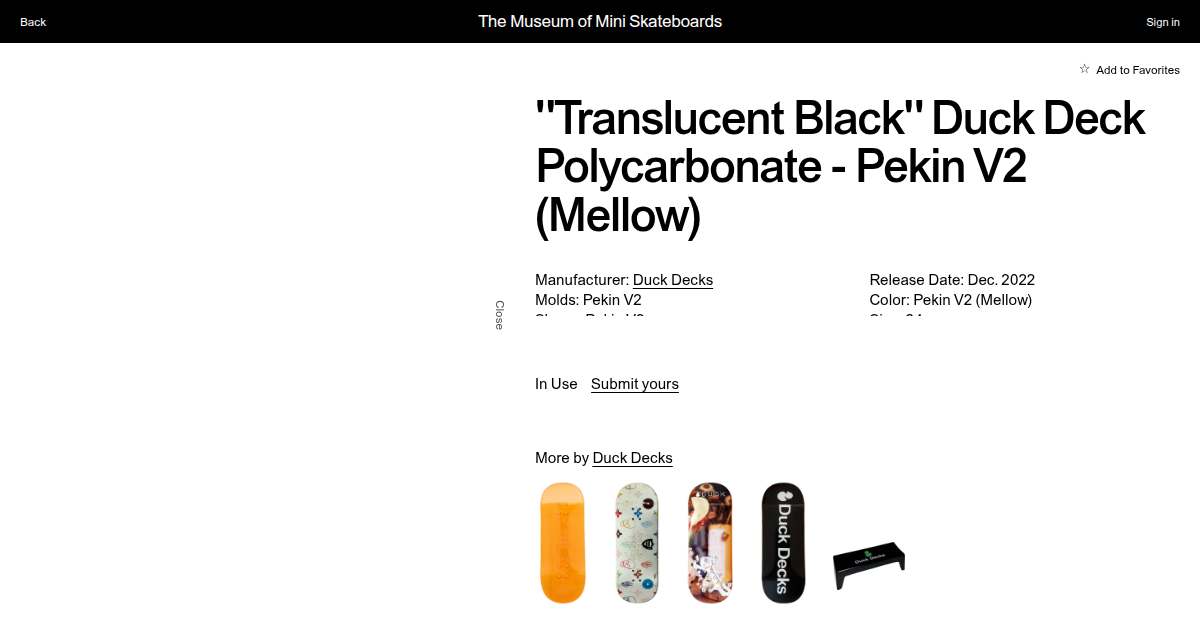 Back
The Museum of Mini Skateboards
Sign in
☆ Add to Favorites
"Translucent Black" Duck Deck
Polycarbonate - Pekin V2
(Mellow)
Manufacturer: Duck Decks
Release Date: Dec. 2022
Molds: Pekin V2
Color: Pekin V2 (Mellow)
Close
In Use Submit yours
More by Duck Decks
Duck Decks
Duck Decks